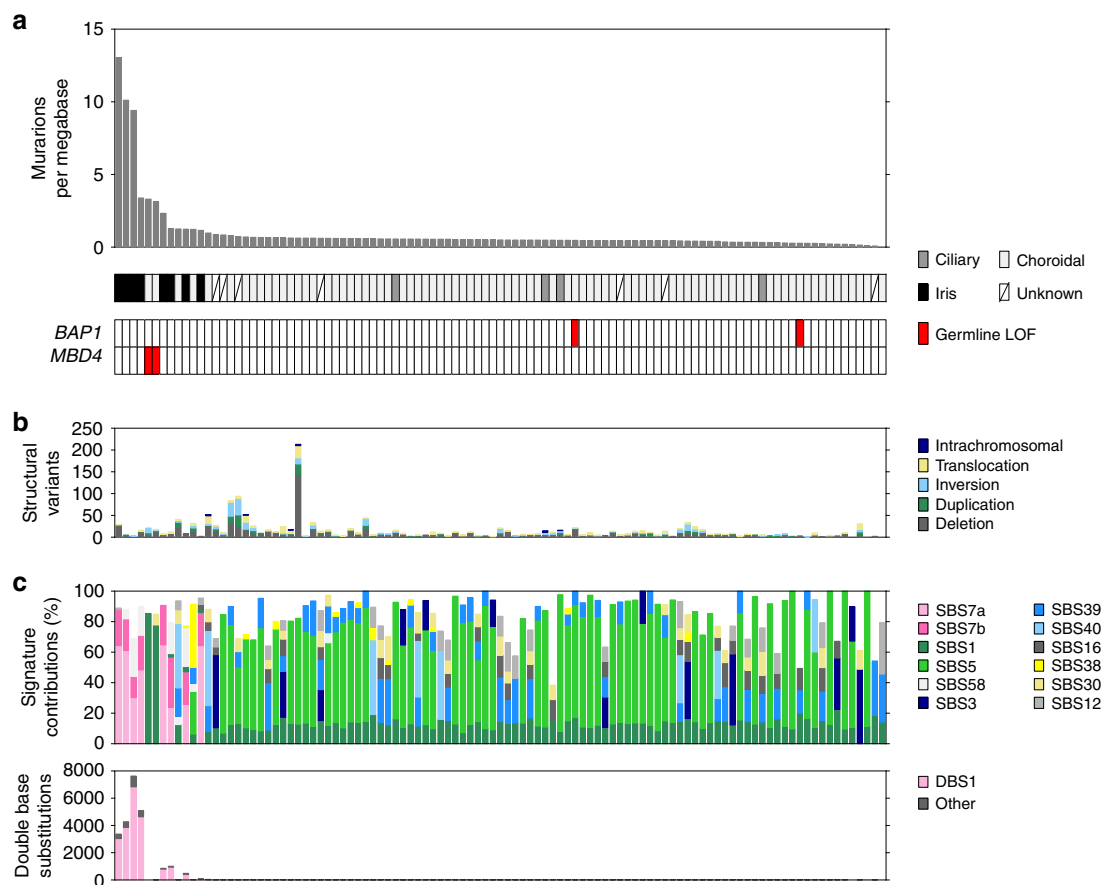 a
15
10
5
0
Murarions
per megabase
Ciliary
Choroidal
Iris
Unknown
BAP1
MBD4
Germline LOF
b
250
200
150
100
50
0
Structural
variants
Intrachromosomal
Translocation
Inversion
Duplication
Deletion
c
100
80
60
40
20
0
Signature
contributions (%)
SBS7a
SBS7b
SBS1
SBS5
SBS58
SBS3
SBS39
SBS40
SBS16
SBS38
SBS30
SBS12
8000
6000
4000
2000
0
Double base
substitutions
DBS1
Other